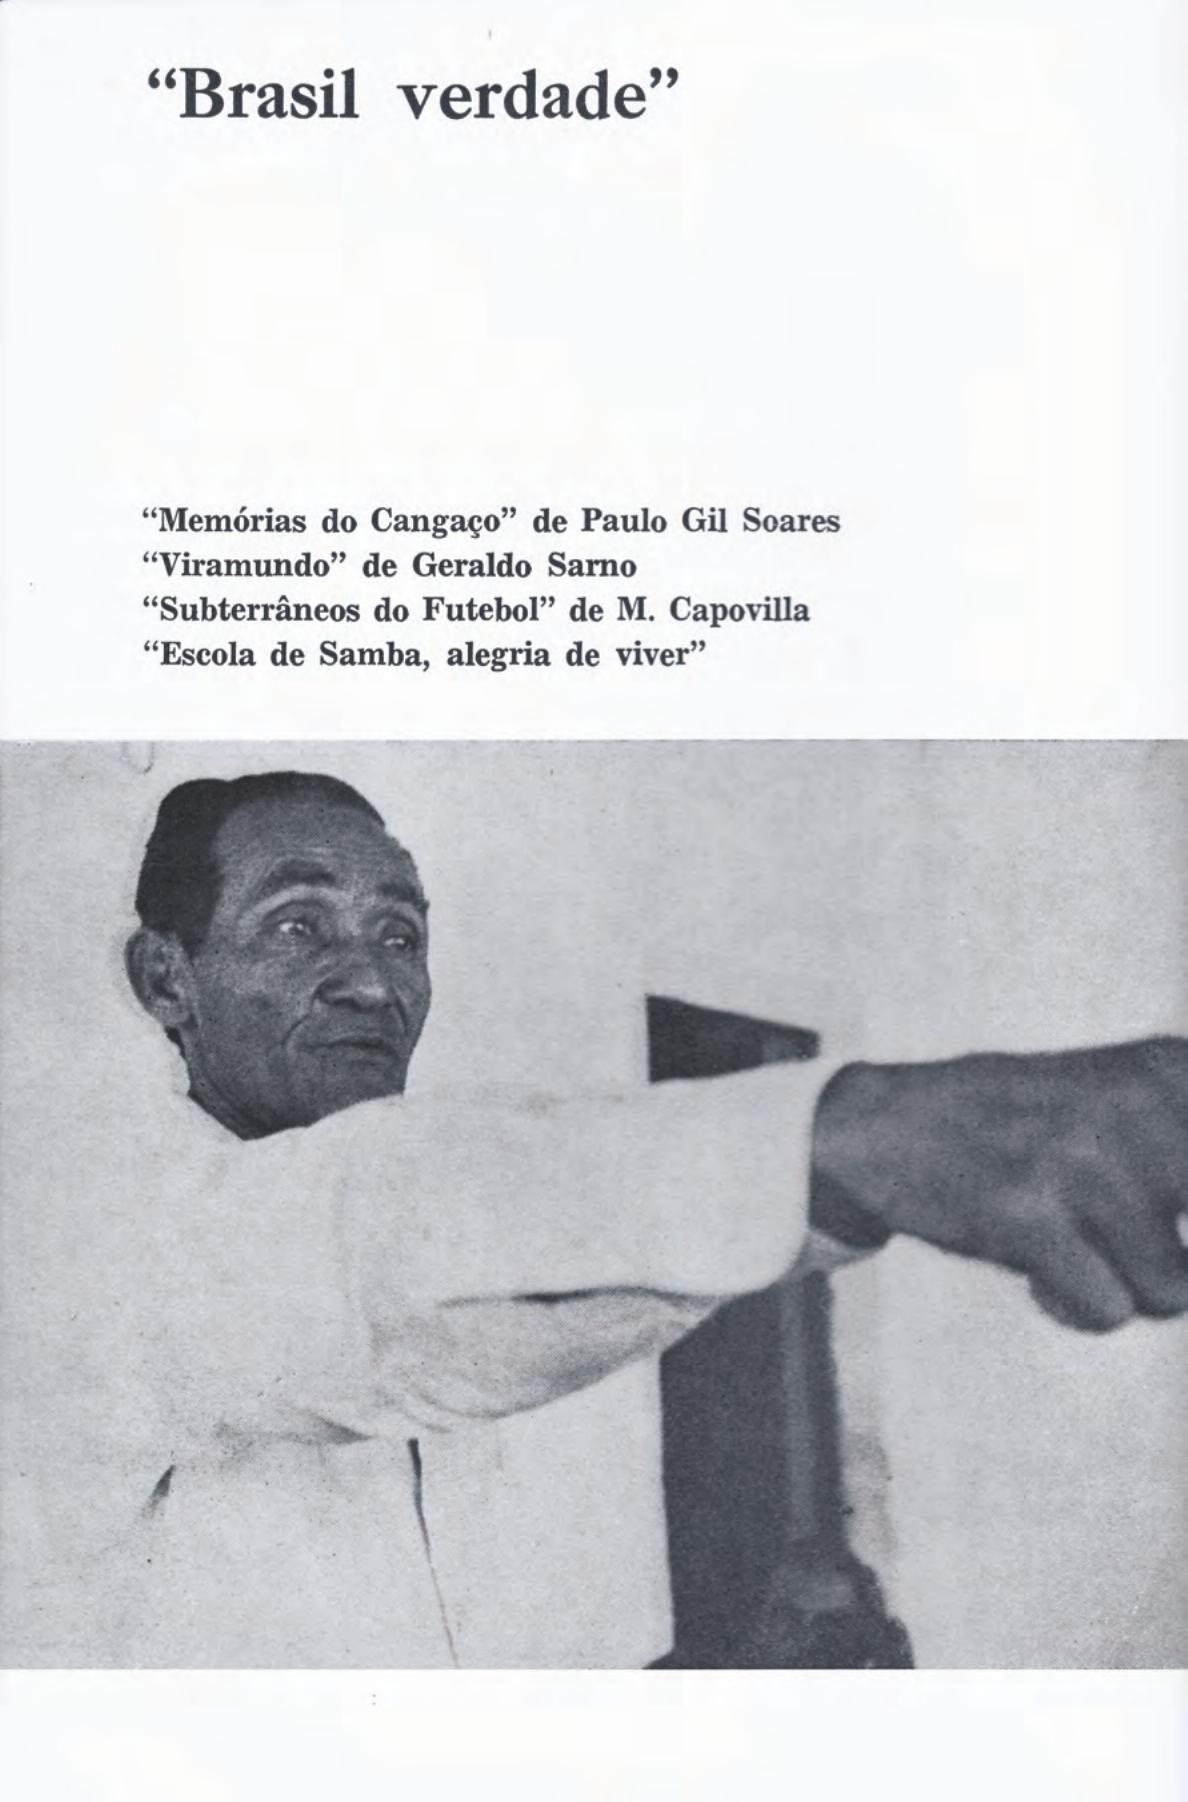 “Brasil verdade”
“Memórias do Cangaço” de Paulo Gil Soares
“Viramundo” de Geraldo Sarno
“Subterrâneos do Futebol” de M. Capovilla
“Escola de Samba, alegria de viver”